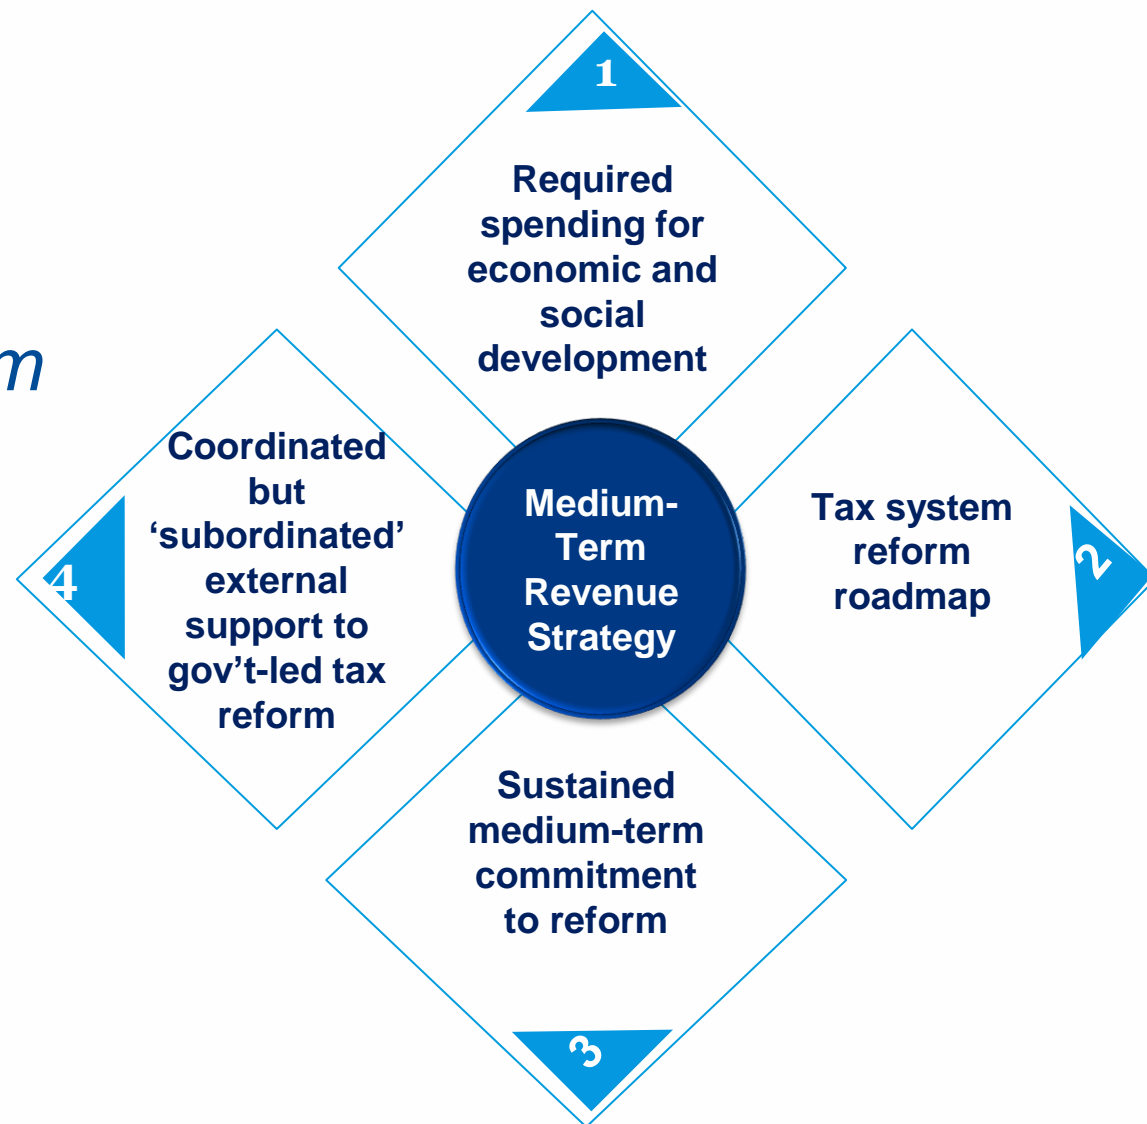 1
Required
spending for
economic and
social
development
m
Coordinated
but
‘subordinated’
external
support to
gov’t-led tax
reform
4
Medium-
Term
Revenue
Strategy
Tax system
reform
roadmap
2
Sustained
medium-term
commitment
to reform
3